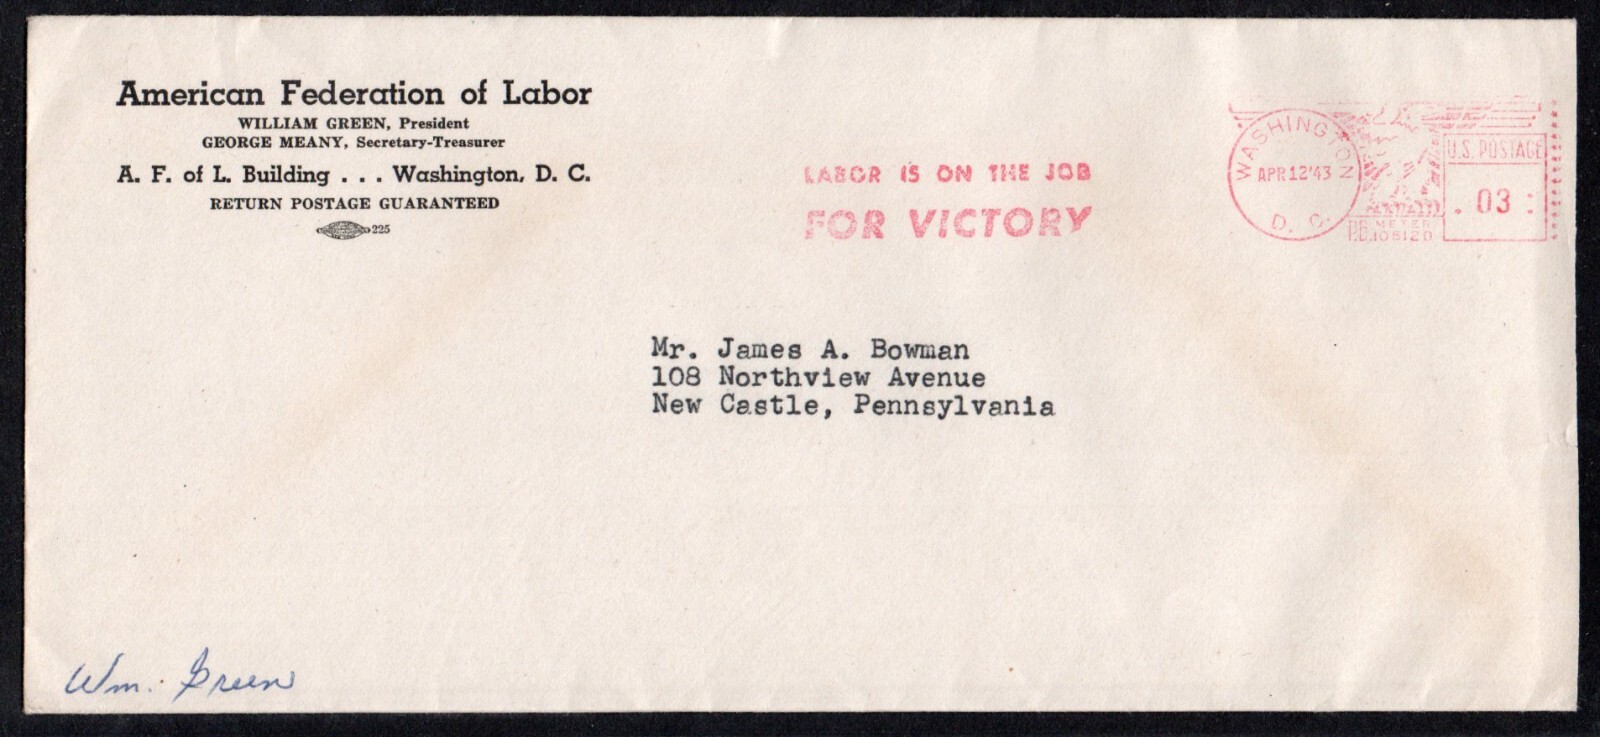 American Federation of Labor
WILLIAM GREEN, President
GEORGE MEANY, Secretary-Treasurer
A. F. of L. Building . . . Washington, D. C.
RETURN POSTAGE GUARANTEED
225
LABOR IS ON THE JOB
FOR VICTORY
WASHINGTON
APR 12 '43
D. C.
U.S. POSTAGE
.03
METER
P.B. 105120
Mr. James A. Bowman
108 Northview Avenue
New Castle, Pennsylvania
Wm. Green